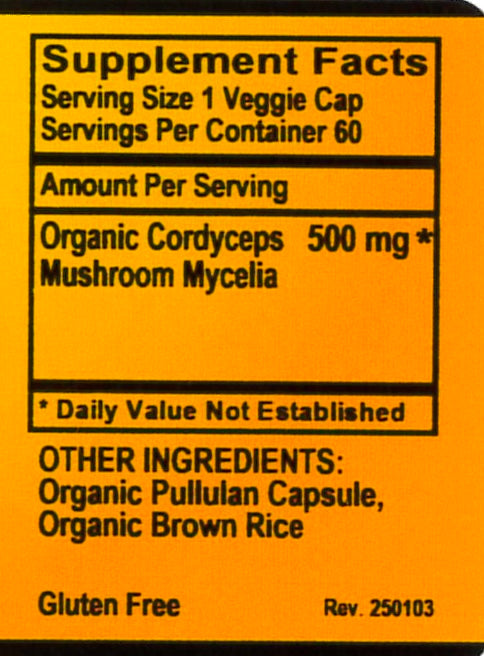 Supplement Facts
Serving Size 1 Veggie Cap
Servings Per Container 60
Amount Per Serving
Organic Cordyceps 500 mg *
Mushroom Mycelia
* Daily Value Not Established
OTHER INGREDIENTS:
Organic Pullulan Capsule,
Organic Brown Rice
Gluten Free Rev. 250103